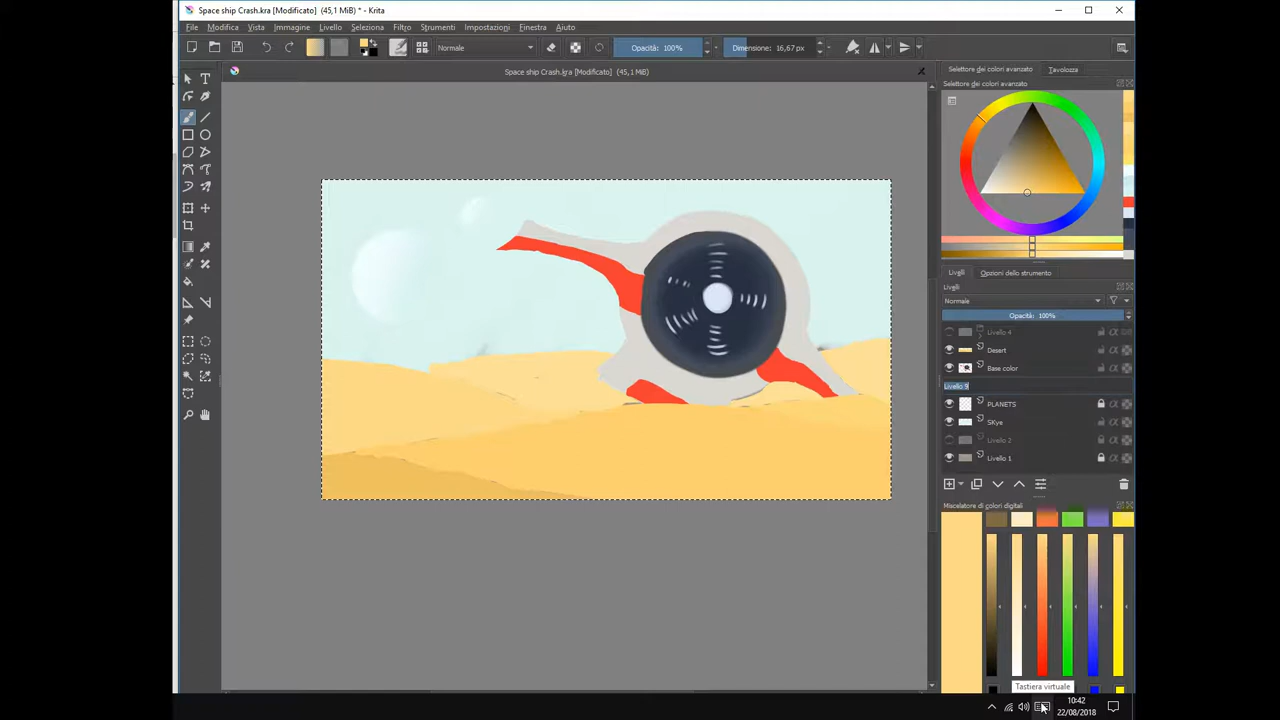 Space ship Crash.kra [Modificato] (45,1 MiB) * - Krita
File Modifica Vista Immagine Livello Seleziona Filtro Strumenti Impostazioni Finestra Aiuto
Normale Opacità: 100% Dimensione: 16,67 px
Space ship Crash.kra [Modificato] (45,1 MiB)
Selettore dei colori avanzato Tavolozza
Selettore dei colori avanzato
Livelli Opzioni dello strumento
Livelli
Normale
Opacità: 100%
Livello 4
Desert
Base color
Livello 9
PLANETS
SKye
Livello 2
Livello 1
Miscelatore di colori digitali
Tastiera virtuale
10:42
22/08/2018